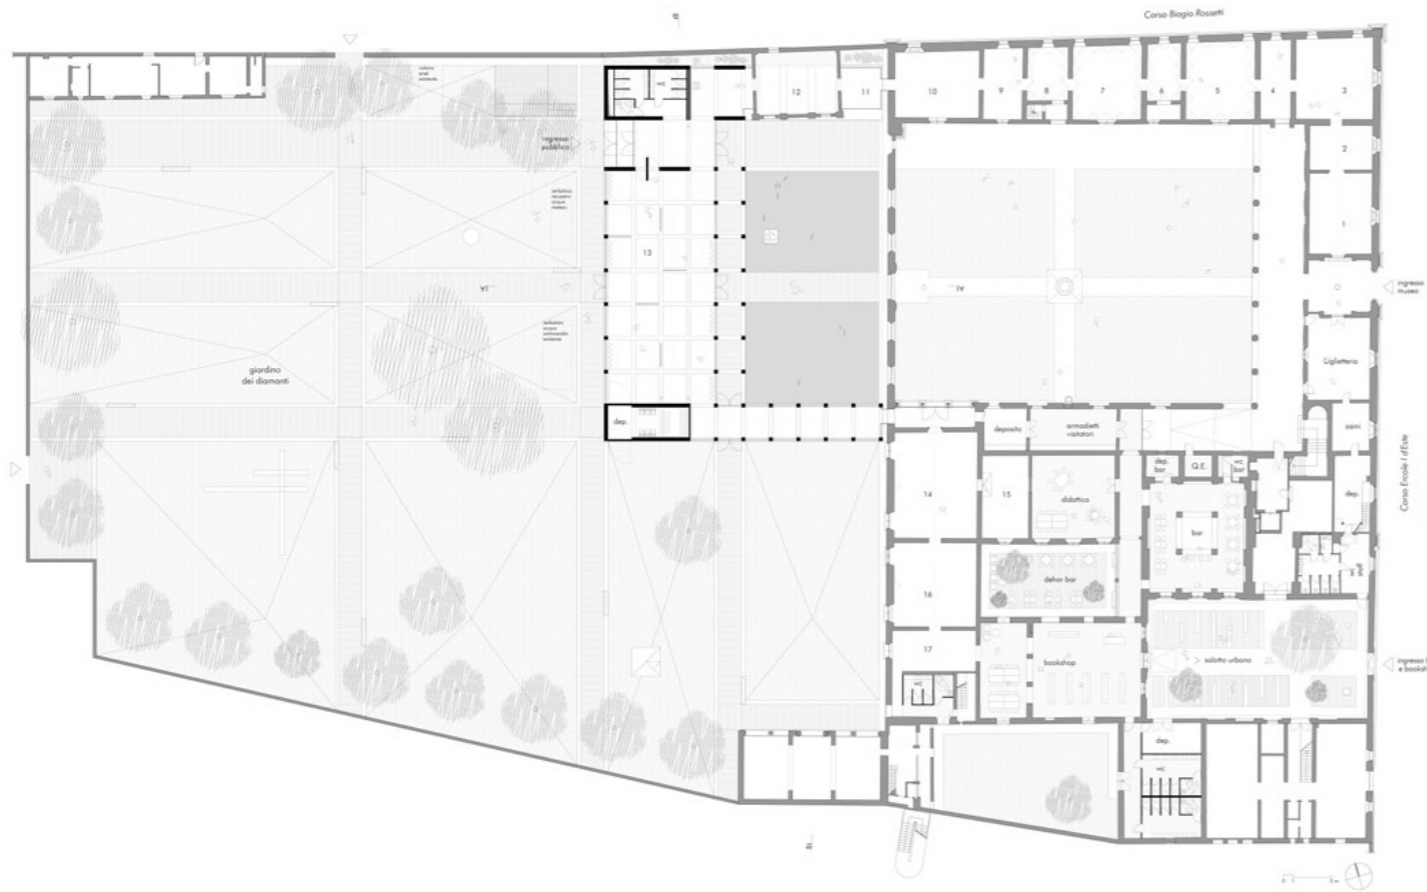 Corso Biagio Rossetti
wc
12
11
10
9
8
7
6
5
4
3
2
1
ingresso
pubblico
13
giardino
dei diamanti
dep.
ingresso
museo
biglietteria
deposito
armadietti
visitatori
zaini
Corso Ercole I d'Este
14
15
didattica
dep.
bar
Q.E.
wc
bar
bar
dep.
dehor bar
16
17
wc
bookshop
salotto urbano
ingresso
dep.
wc